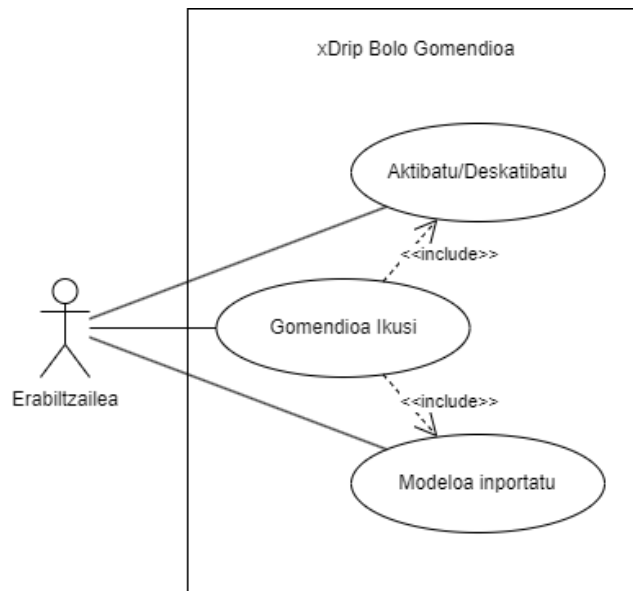 xDrip Bolo Gomendioa
Aktibatu/Deskatibatu
<<include>>
Gomendioa Ikusi
Erabiltzailea
<<include>>
Modeloa inportatu